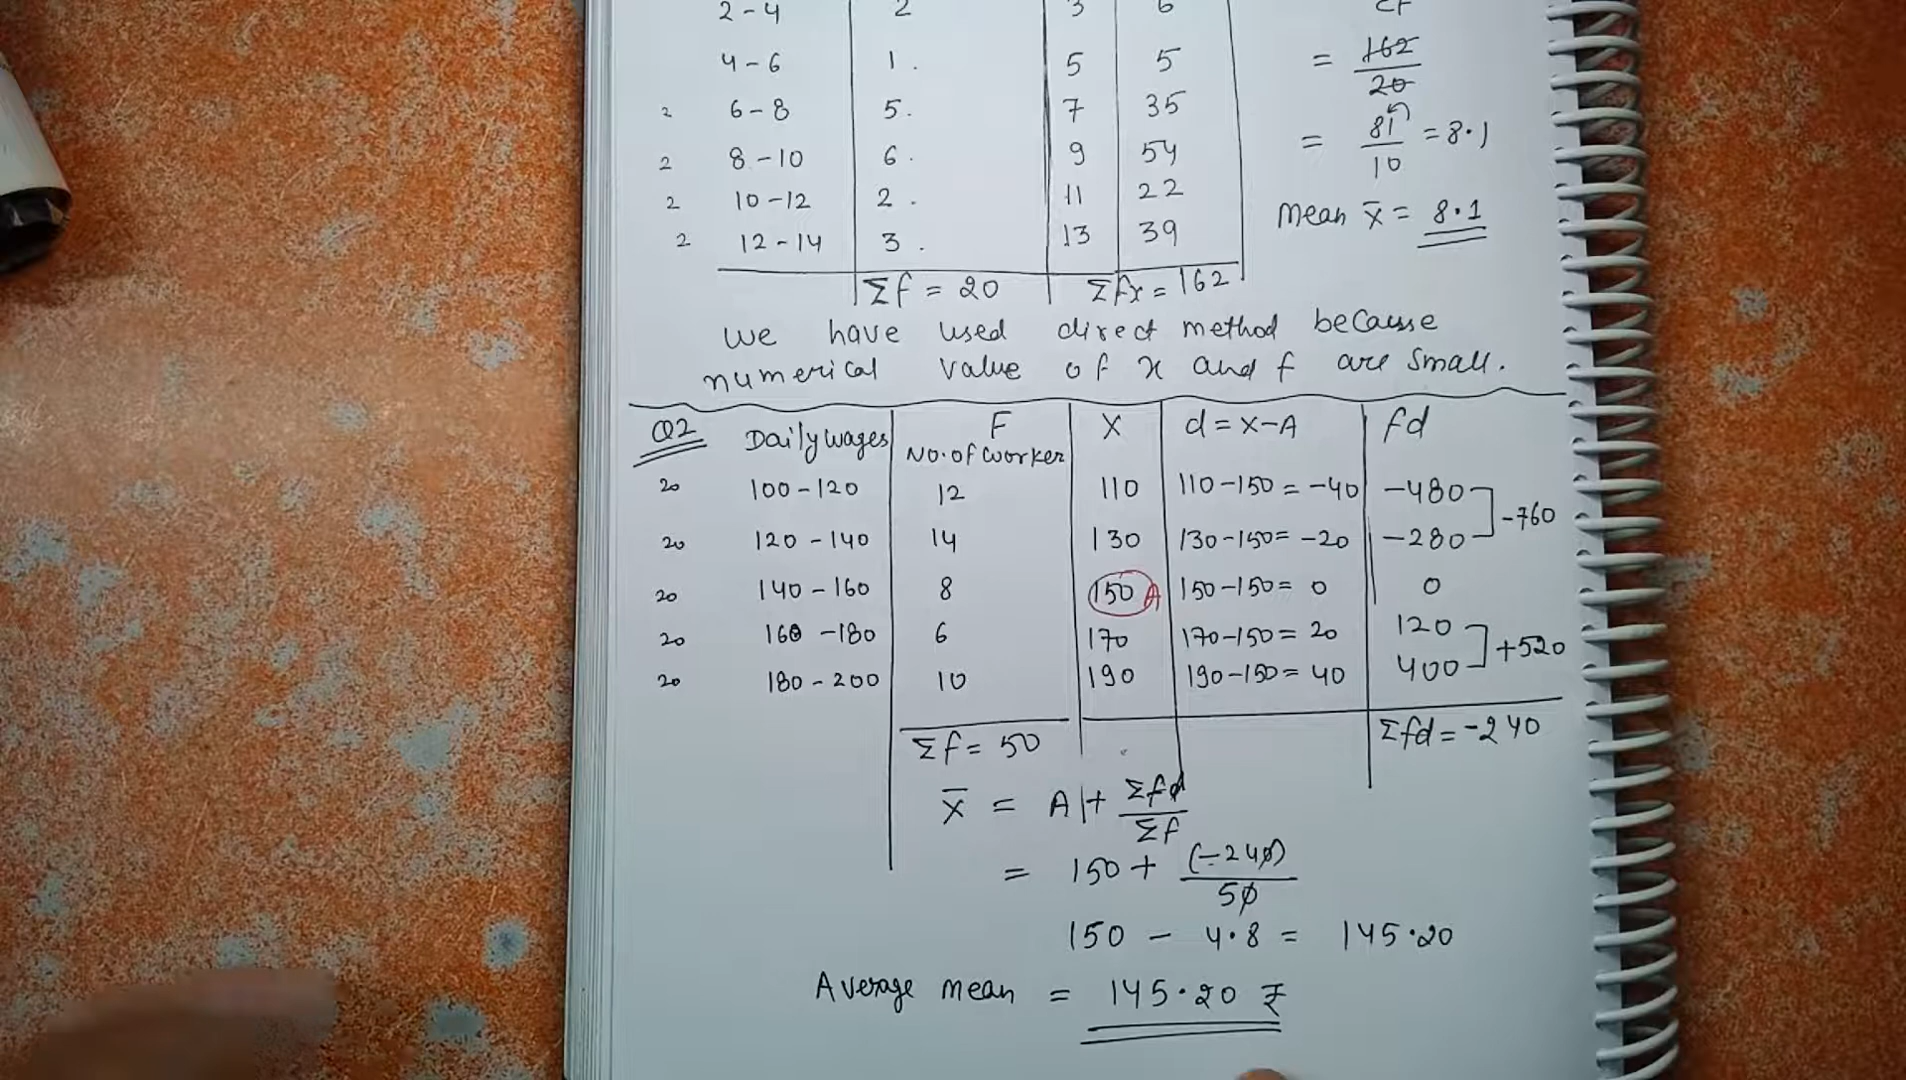 2-4 2 3 6
4-6 1. 5 5 = 162/20
2 6-8 5. 7 35
2 8-10 6. 9 54 = 81/10 = 8.1
2 10-12 2. 11 22
2 12-14 3. 13 39 Mean x̄ = 8.1
Σf = 20 Σfx = 162
we have used direct method because
numerical value of x and f are small.
Q2 Daily wages F No. of worker X d = X-A fd
20 100-120 12 110 110-150 = -40 -480
-760
20 120-140 14 130 130-150 = -20 -280
20 140-160 8 150 A 150-150 = 0 0
20 160-180 6 170 170-150 = 20 120
+520
20 180-200 10 190 190-150 = 40 400
Σf = 50 Σfd = -240
x̄ = A + Σfd/Σf
= 150 + (-240)/50
150 - 4.8 = 145.20
Average mean = 145.20 ₹